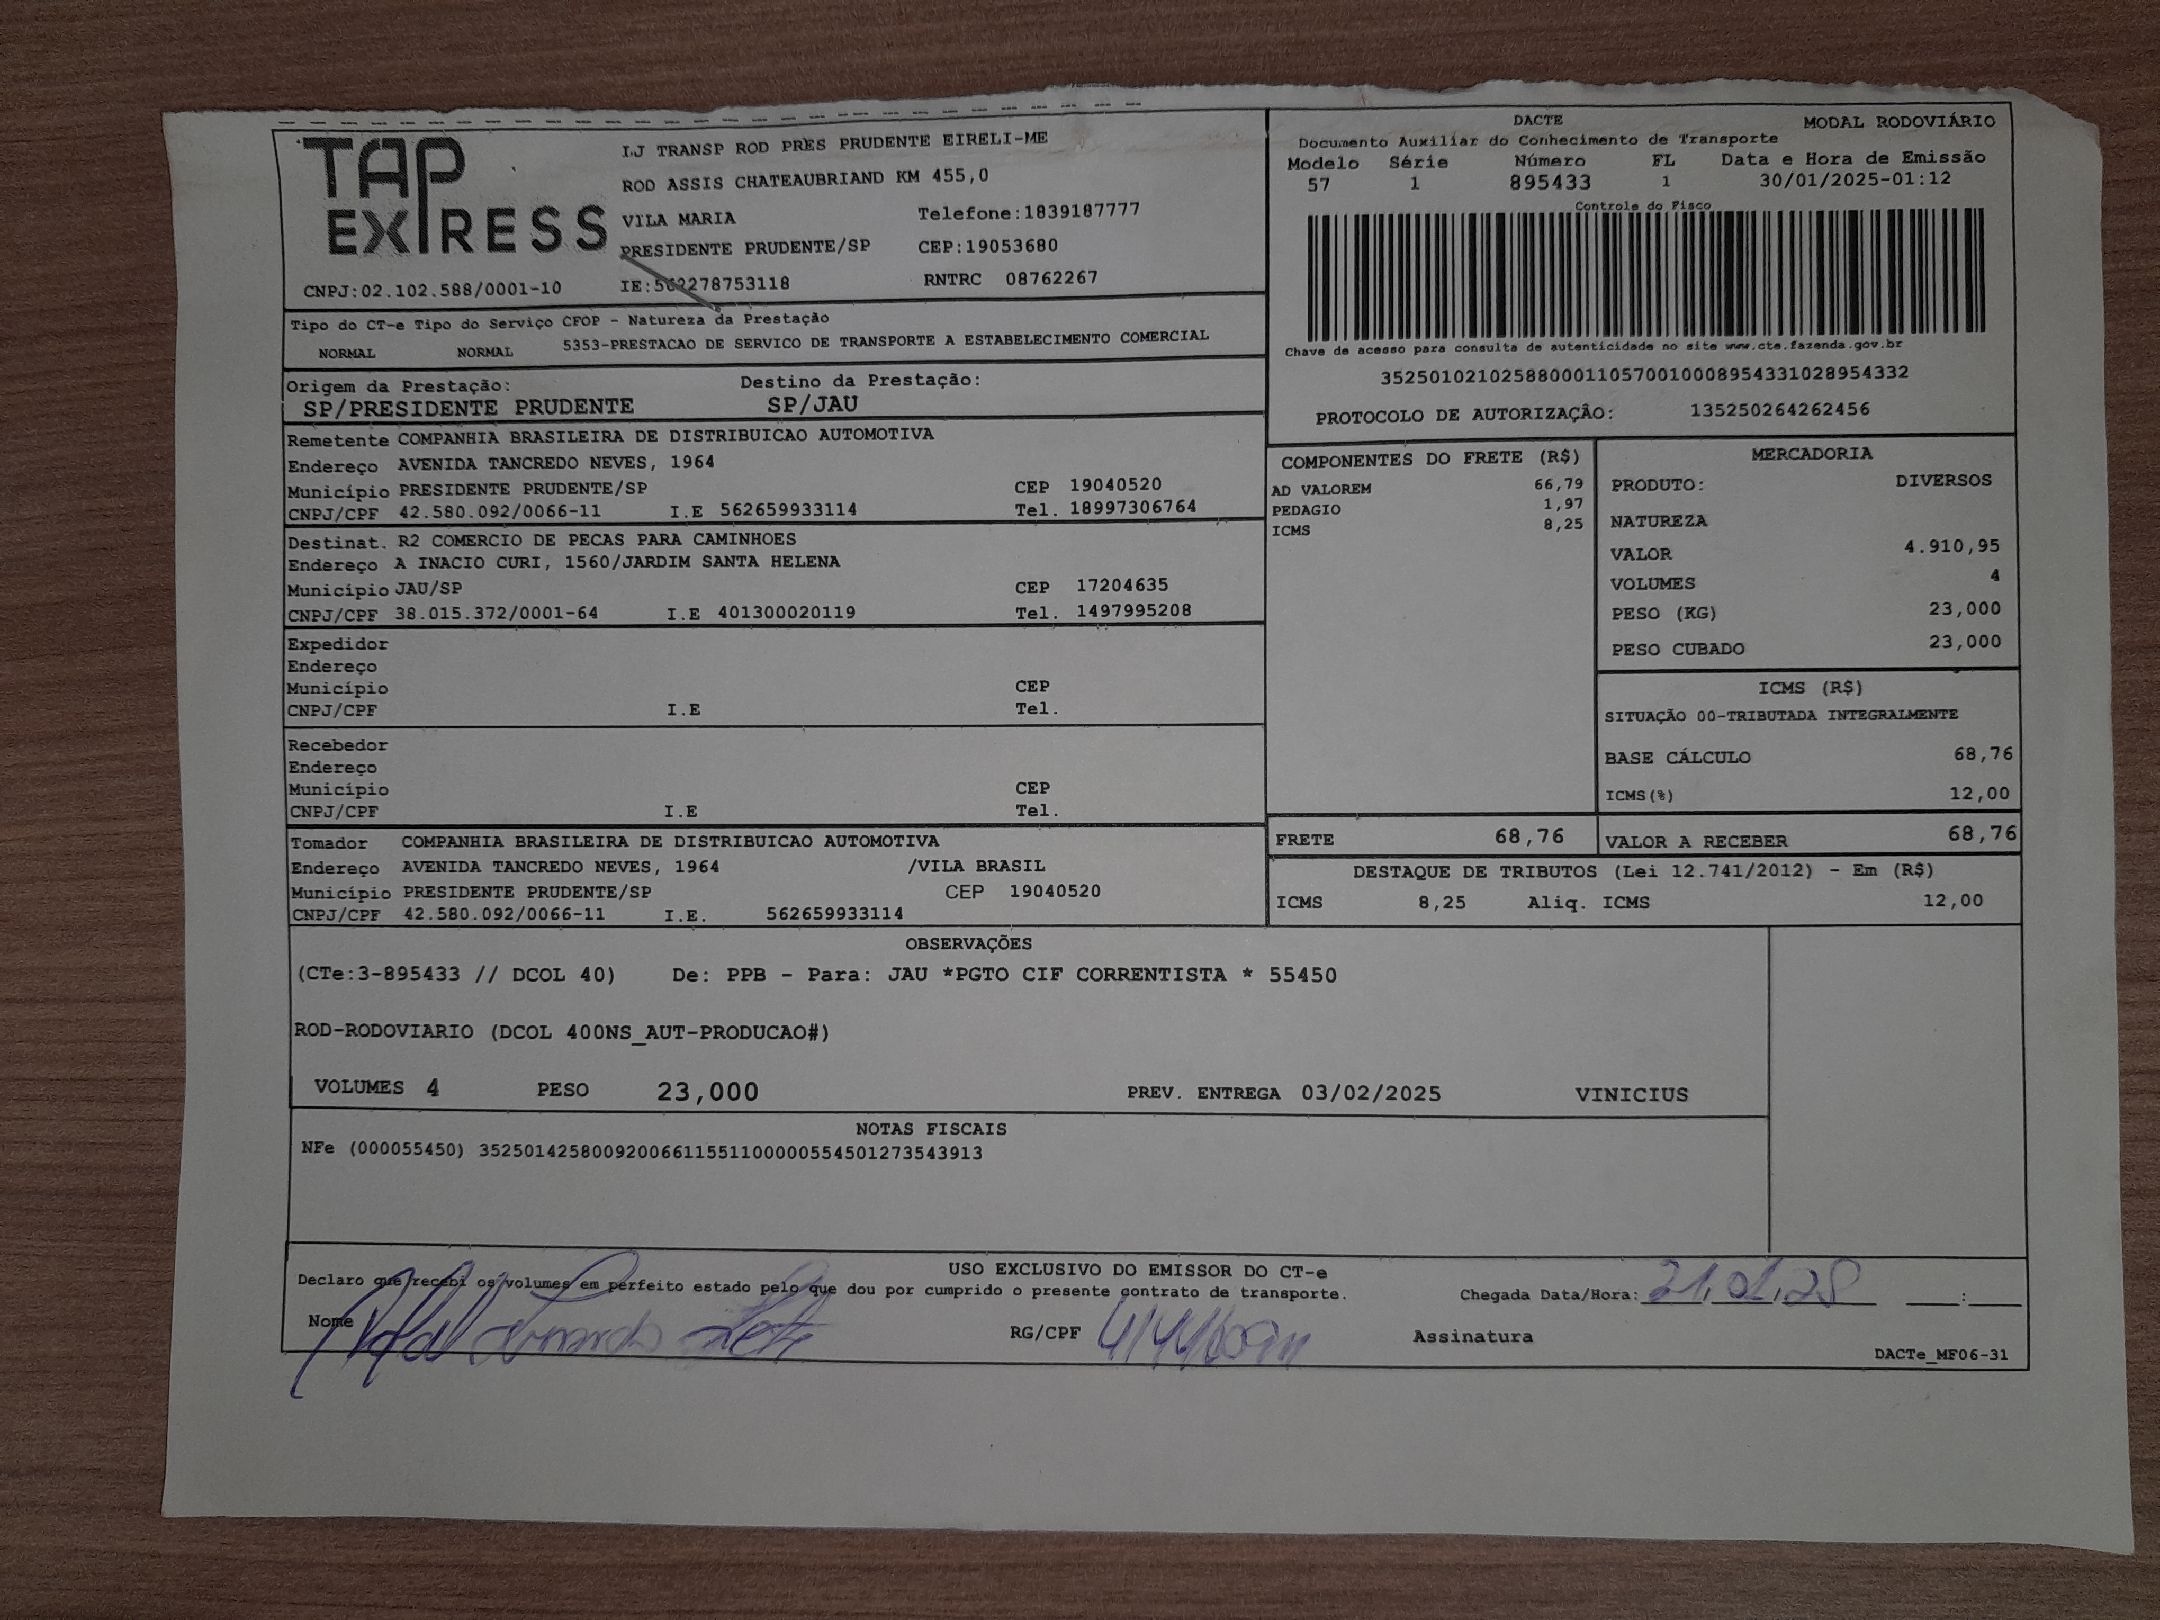 TAP EXPRESS
LJ TRANSP ROD PRES PRUDENTE EIRELI-ME
ROD ASSIS CHATEAUBRIAND KM 455,0
VILA MARIA Telefone:1839187777
PRESIDENTE PRUDENTE/SP CEP:19053680
CNPJ:02.102.588/0001-10 IE:562278753118 RNTRC 08762267
DACTE MODAL RODOVIÁRIO
Documento Auxiliar do Conhecimento de Transporte
Modelo Série Número FL Data e Hora de Emissão
57 1 895433 1 30/01/2025-01:12
Controle do Fisco
Chave de acesso para consulta de autenticidade no site www.cte.fazenda.gov.br
35250102102588000110570010008954331028954332
PROTOCOLO DE AUTORIZAÇÃO: 135250264262456
Tipo do CT-e Tipo do Serviço CFOP - Natureza da Prestação
NORMAL NORMAL 5353-PRESTACAO DE SERVICO DE TRANSPORTE A ESTABELECIMENTO COMERCIAL
Origem da Prestação: Destino da Prestação:
SP/PRESIDENTE PRUDENTE SP/JAU
Remetente COMPANHIA BRASILEIRA DE DISTRIBUICAO AUTOMOTIVA
Endereço AVENIDA TANCREDO NEVES, 1964
Município PRESIDENTE PRUDENTE/SP CEP 19040520
CNPJ/CPF 42.580.092/0066-11 I.E 562659933114 Tel. 18997306764
Destinat. R2 COMERCIO DE PECAS PARA CAMINHOES
Endereço A INACIO CURI, 1560/JARDIM SANTA HELENA
Município JAU/SP CEP 17204635
CNPJ/CPF 38.015.372/0001-64 I.E 401300020119 Tel. 1497995208
Expedidor
Endereço
Município CEP
CNPJ/CPF I.E Tel.
Recebedor
Endereço
Município CEP
CNPJ/CPF I.E Tel.
Tomador COMPANHIA BRASILEIRA DE DISTRIBUICAO AUTOMOTIVA
Endereço AVENIDA TANCREDO NEVES, 1964 /VILA BRASIL
Município PRESIDENTE PRUDENTE/SP CEP 19040520
CNPJ/CPF 42.580.092/0066-11 I.E. 562659933114
COMPONENTES DO FRETE (R$)
AD VALOREM 66,79
PEDAGIO 1,97
ICMS 8,25
MERCADORIA
PRODUTO: DIVERSOS
NATUREZA
VALOR 4.910,95
VOLUMES 4
PESO (KG) 23,000
PESO CUBADO 23,000
ICMS (R$)
SITUAÇÃO 00-TRIBUTADA INTEGRALMENTE
BASE CÁLCULO 68,76
ICMS(%) 12,00
FRETE 68,76 VALOR A RECEBER 68,76
DESTAQUE DE TRIBUTOS (Lei 12.741/2012) - Em (R$)
ICMS 8,25 Aliq. ICMS 12,00
OBSERVAÇÕES
(CTe:3-895433 // DCOL 40) De: PPB - Para: JAU *PGTO CIF CORRENTISTA * 55450
ROD-RODOVIARIO (DCOL 400NS_AUT-PRODUCAO#)
VOLUMES 4 PESO 23,000 PREV. ENTREGA 03/02/2025 VINICIUS
NOTAS FISCAIS
NFe (000055450) 35250142580092006611551100000554501273543913
USO EXCLUSIVO DO EMISSOR DO CT-e
Declaro que recebi os volumes em perfeito estado pelo que dou por cumprido o presente contrato de transporte. Chegada Data/Hora: :
Nome RG/CPF Assinatura
DACTe_MF06-31